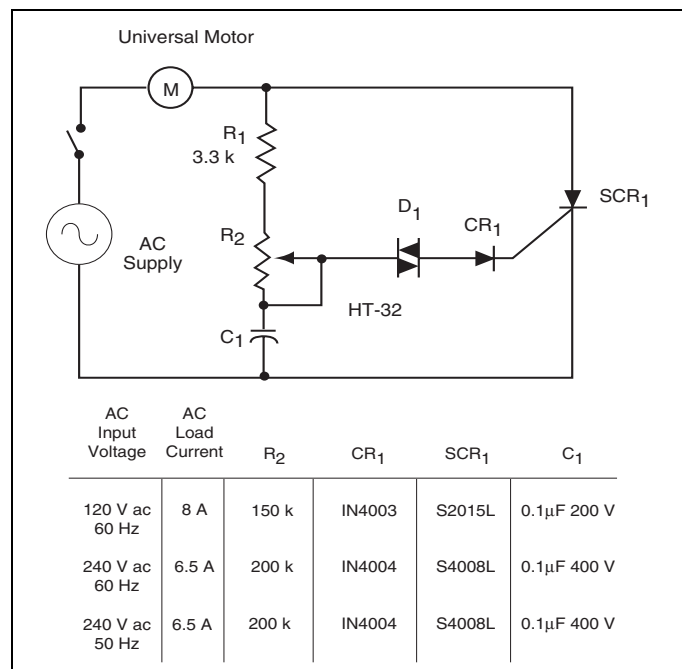 Universal Motor
M
R1
3.3 k
SCR1
D1
CR1
R2
AC
Supply
HT-32
C1
AC
Input
Voltage
AC
Load
Current
R2
CR1
SCR1
C1
120 V ac
60 Hz
8 A
150 k
IN4003
S2015L
0.1μF 200 V
240 V ac
60 Hz
6.5 A
200 k
IN4004
S4008L
0.1μF 400 V
240 V ac
50 Hz
6.5 A
200 k
IN4004
S4008L
0.1μF 400 V